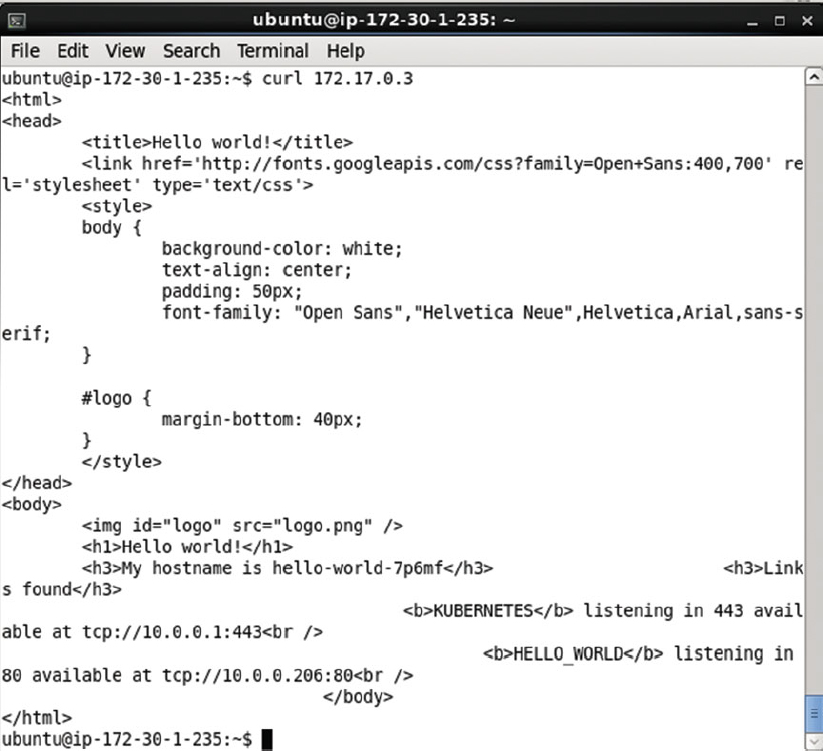 ubuntu@ip-172-30-1-235: ~
File Edit View Search Terminal Help
ubuntu@ip-172-30-1-235:~$ curl 172.17.0.3
<html>
<head>
        <title>Hello world!</title>
        <link href='http://fonts.googleapis.com/css?family=Open+Sans:400,700' re
l='stylesheet' type='text/css'>
        <style>
        body {
                background-color: white;
                text-align: center;
                padding: 50px;
                font-family: "Open Sans","Helvetica Neue",Helvetica,Arial,sans-s
erif;
        }

        #logo {
                margin-bottom: 40px;
        }
        </style>
</head>
<body>
        <img id="logo" src="logo.png" />
        <h1>Hello world!</h1>
        <h3>My hostname is hello-world-7p6mf</h3>                       <h3>Link
s found</h3>
                                        <b>KUBERNETES</b> listening in 443 avail
able at tcp://10.0.0.1:443<br />
                                                <b>HELLO_WORLD</b> listening in
80 available at tcp://10.0.0.206:80<br />
                                </body>
</html>
ubuntu@ip-172-30-1-235:~$